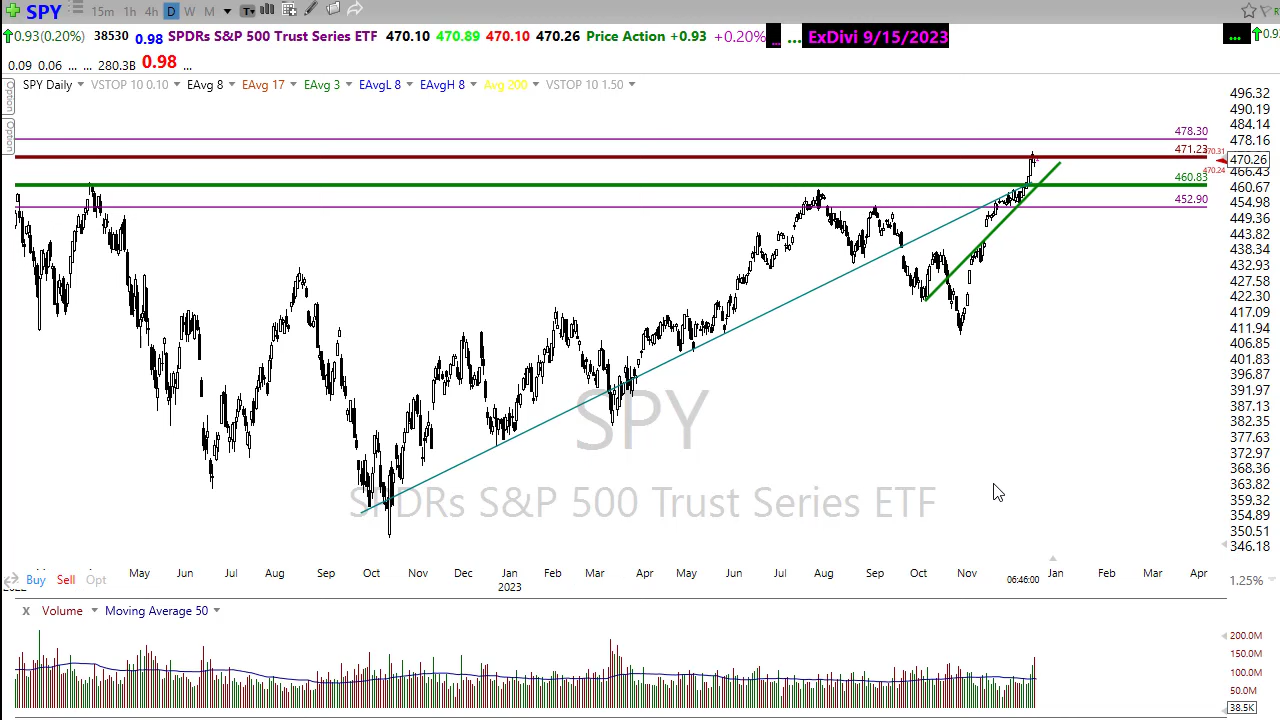 SPY 15m 1h 4h D W M T
0.93(0.20%) 38530 0.98 SPDRs S&P 500 Trust Series ETF 470.10 470.89 470.10 470.26 Price Action +0.93 +0.20% ... ... ExDivi 9/15/2023 ...
0.09 0.06 ... ... 280.3B 0.98 ...
SPY Daily VSTOP 10 0.10 EAvg 8 EAvg 17 EAvg 3 EAvgL 8 EAvgH 8 Avg 200 VSTOP 10 1.50
Option
Option
478.30
471.23
470.31
470.24
460.83
452.90
496.32
490.19
484.14
478.16
470.26
466.43
460.67
454.98
449.36
443.82
438.34
432.93
427.58
422.30
417.09
411.94
406.85
401.83
396.87
391.97
387.13
382.35
377.63
372.97
368.36
363.82
359.32
354.89
350.51
346.18
SPY
SPDRs S&P 500 Trust Series ETF
Buy Sell Opt
May Jun Jul Aug Sep Oct Nov Dec Jan Feb Mar Apr May Jun Jul Aug Sep Oct Nov 06:46:00 Jan Feb Mar Apr
2023
1.25%
X Volume Moving Average 50
200.0M
150.0M
100.0M
50.0M
38.5K